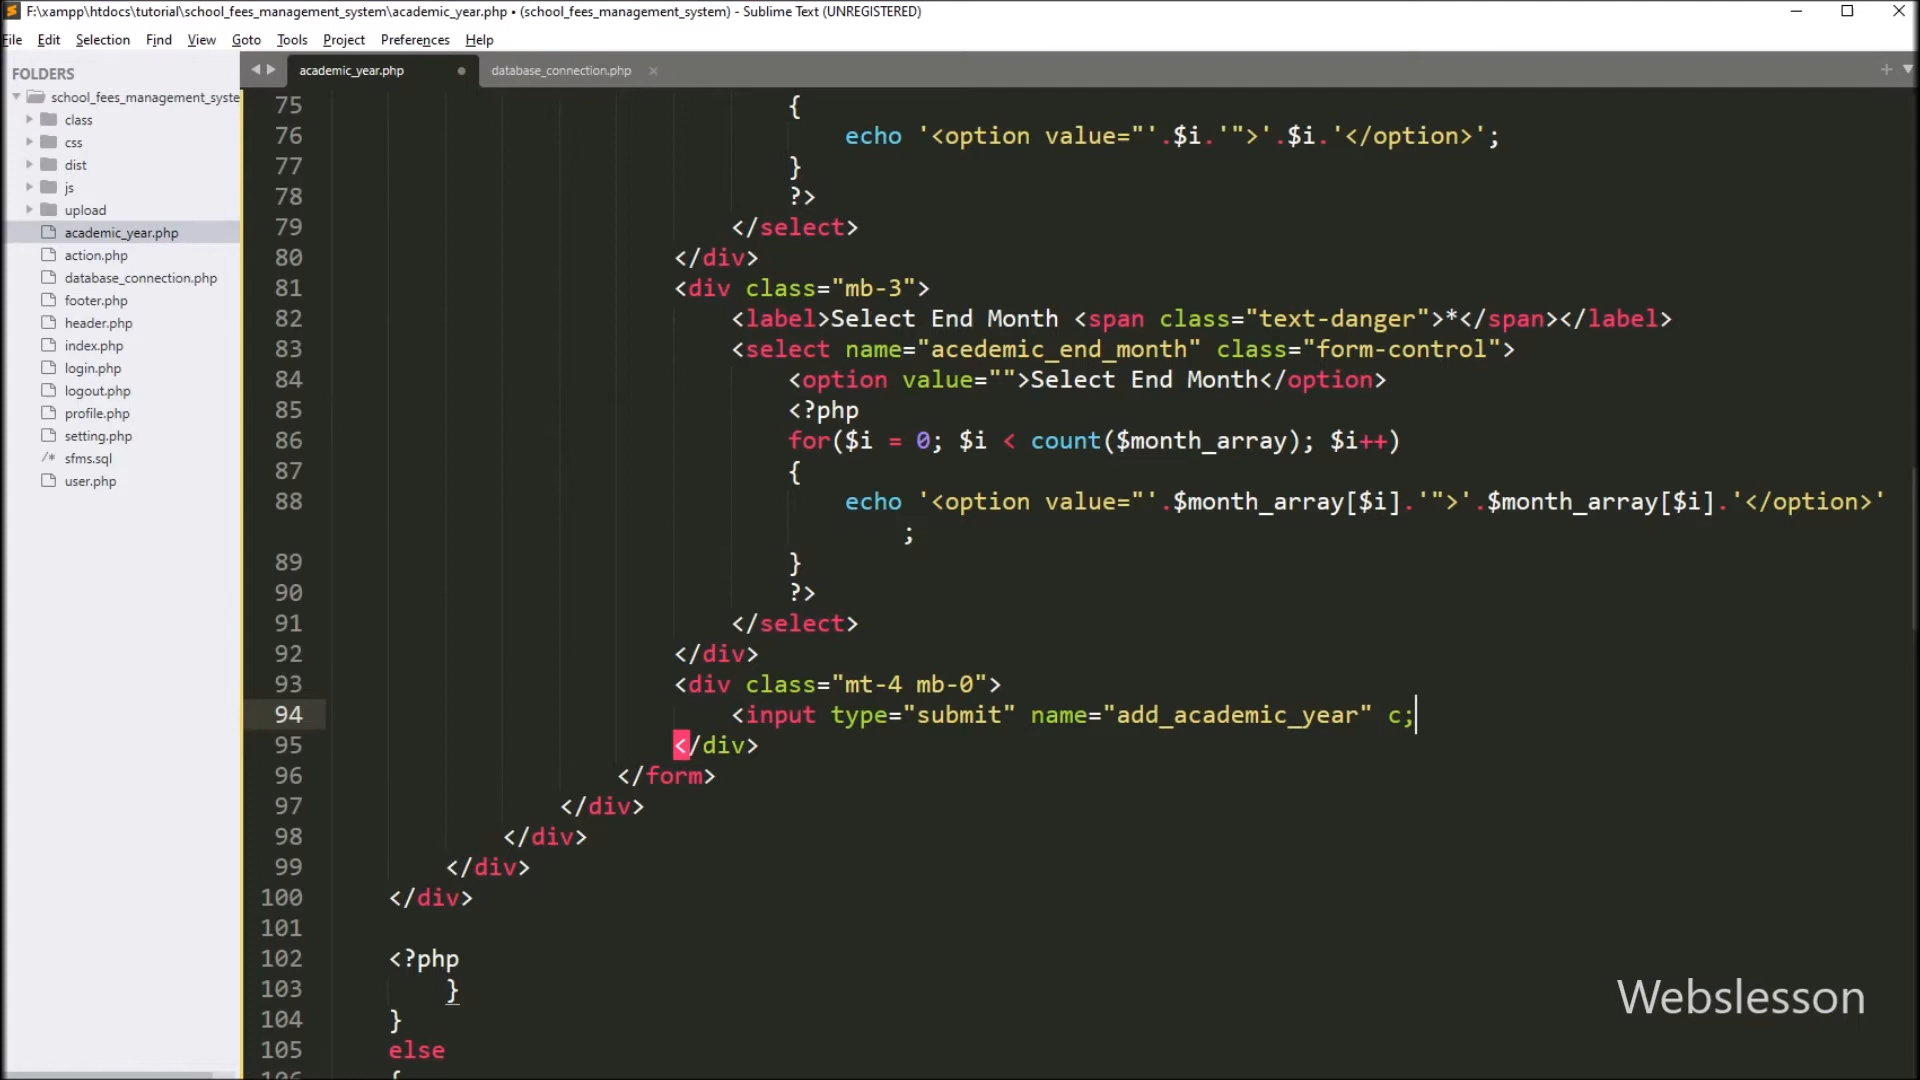 F:\xampp\htdocs\tutorial\school_fees_management_system\academic_year.php • (school_fees_management_system) - Sublime Text (UNREGISTERED)
File Edit Selection Find View Goto Tools Project Preferences Help
FOLDERS
school_fees_management_syste
class
css
dist
js
upload
academic_year.php
action.php
database_connection.php
footer.php
header.php
index.php
login.php
logout.php
profile.php
setting.php
/* sfms.sql
user.php
academic_year.php database_connection.php
75 {
76 echo '<option value="'.$i.'">'.$i.'</option>';
77 }
78 ?>
79 </select>
80 </div>
81 <div class="mb-3">
82 <label>Select End Month <span class="text-danger">*</span></label>
83 <select name="acedemic_end_month" class="form-control">
84 <option value="">Select End Month</option>
85 <?php
86 for($i = 0; $i < count($month_array); $i++)
87 {
88 echo '<option value="'.$month_array[$i].'">'.$month_array[$i].'</option>'
;
89 }
90 ?>
91 </select>
92 </div>
93 <div class="mt-4 mb-0">
94 <input type="submit" name="add_academic_year" c;
95 </div>
96 </form>
97 </div>
98 </div>
99 </div>
100 </div>
101
102 <?php
103 }
104 }
105 else
106 {
Webslesson